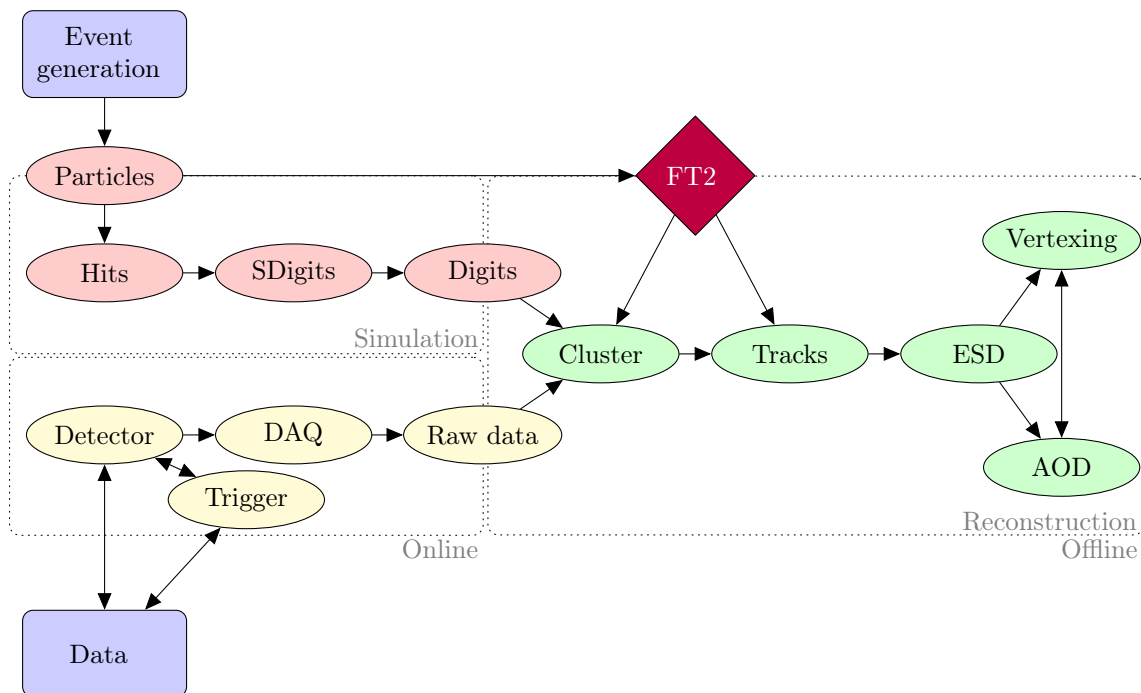 Event
generation
Particles
FT2
Vertexing
Hits
SDigits
Digits
Simulation
Cluster
Tracks
ESD
Detector
DAQ
Raw data
AOD
Trigger
Reconstruction
Online
Offline
Data